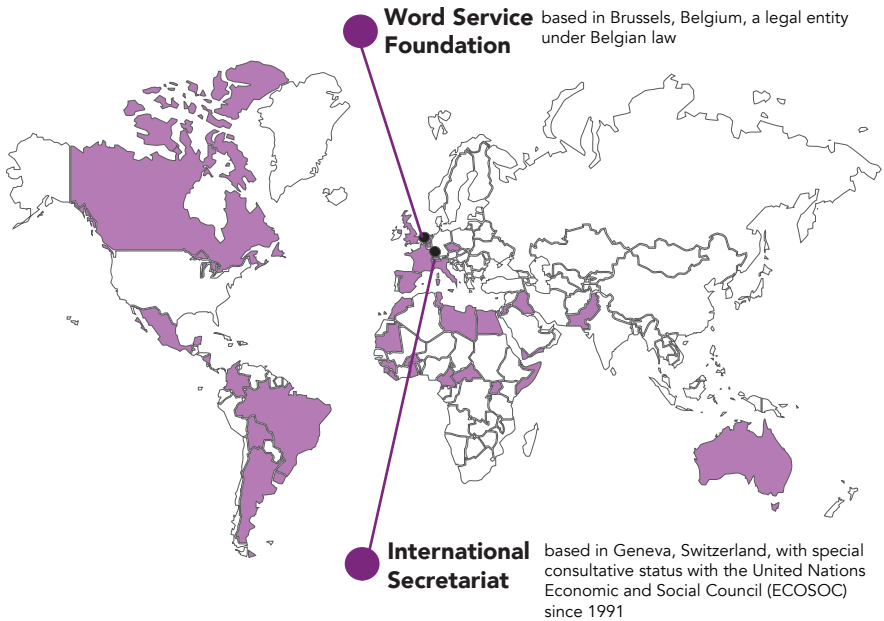 Word Service
Foundation
based in Brussels, Belgium, a legal entity
under Belgian law
International
Secretariat
based in Geneva, Switzerland, with special
consultative status with the United Nations
Economic and Social Council (ECOSOC)
since 1991